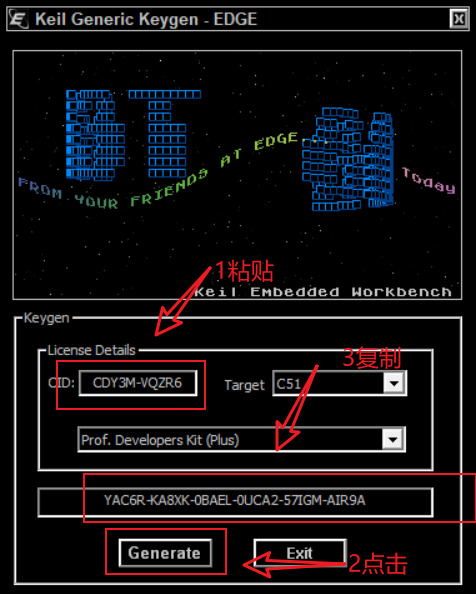 Keil Generic Keygen - EDGE
FROM YOUR FRIENDS AT EDGE... Today
Keil Embedded Workbench
1粘贴
Keygen
License Details
3复制
CID: CDY3M-VQZR6 Target C51
Prof. Developers Kit (Plus)
YAC6R-KA8XK-0BAEL-0UCA2-57IGM-AIR9A
Generate Exit
2点击